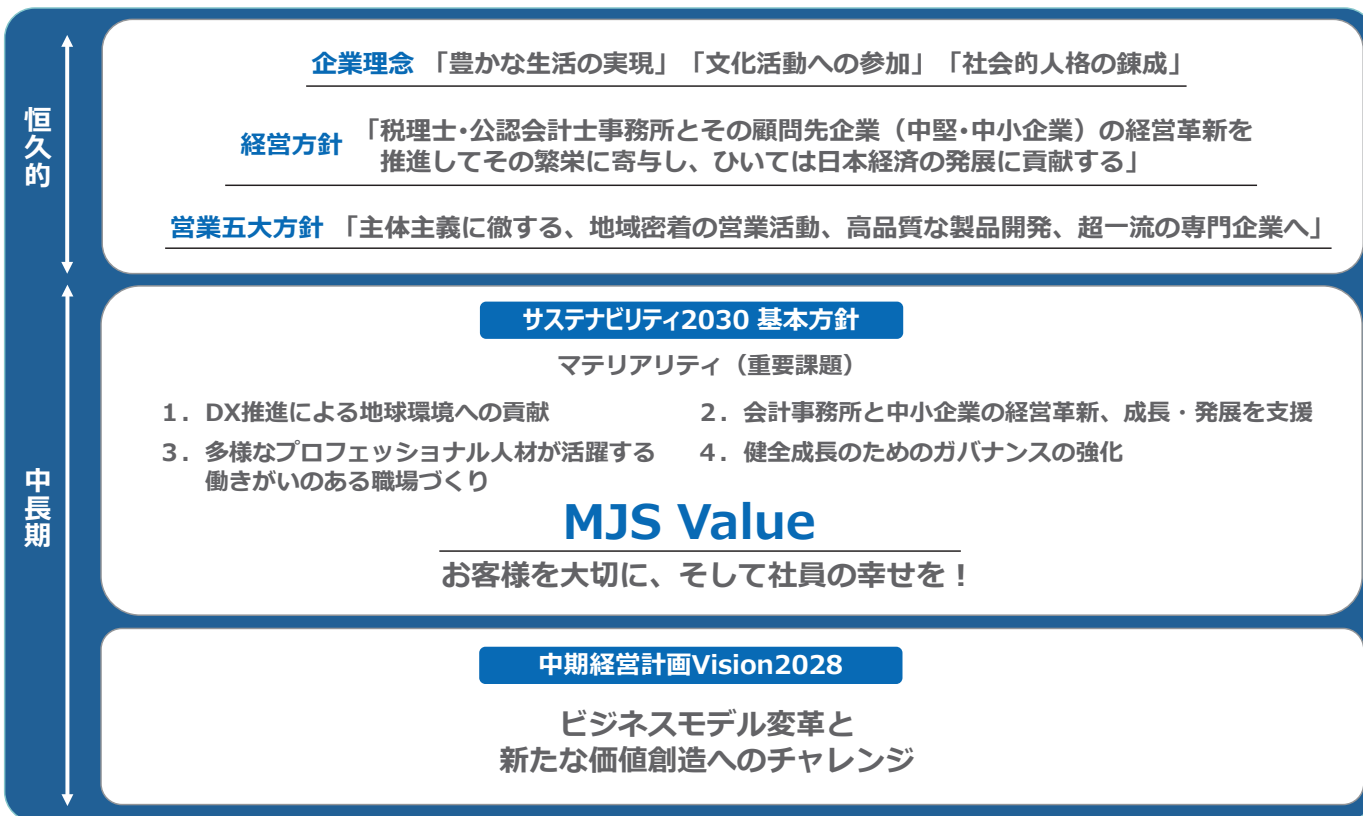 恒久的
企業理念 「豊かな生活の実現」「文化活動への参加」「社会的人格の錬成」
経営方針 「税理士･公認会計士事務所とその顧問先企業（中堅･中小企業）の経営革新を
推進してその繁栄に寄与し、ひいては日本経済の発展に貢献する」
営業五大方針 「主体主義に徹する、地域密着の営業活動、高品質な製品開発、超一流の専門企業へ」
中長期
サステナビリティ2030 基本方針
マテリアリティ（重要課題）
1．DX推進による地球環境への貢献
2．会計事務所と中小企業の経営革新、成長・発展を支援
3．多様なプロフェッショナル人材が活躍する
働きがいのある職場づくり
4．健全成長のためのガバナンスの強化
MJS Value
お客様を大切に、そして社員の幸せを！
中期経営計画Vision2028
ビジネスモデル変革と
新たな価値創造へのチャレンジ